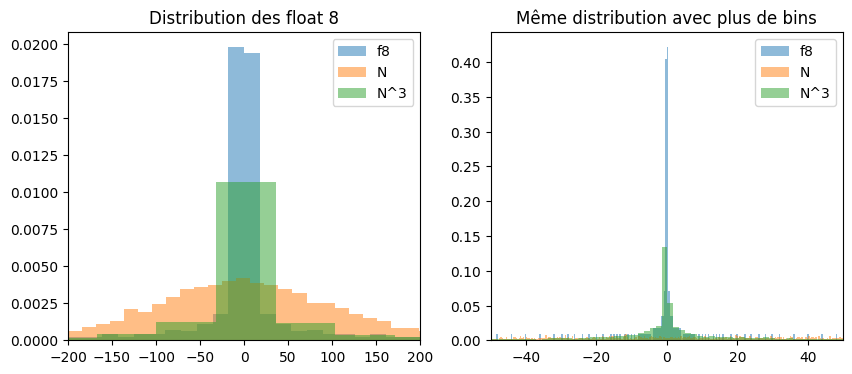 Distribution des float 8
0.0200
0.0175
0.0150
0.0125
0.0100
0.0075
0.0050
0.0025
0.0000
−200 −150 −100 −50 0 50 100 150 200
f8
N
N^3
Même distribution avec plus de bins
0.40
0.35
0.30
0.25
0.20
0.15
0.10
0.05
0.00
−40 −20 0 20 40
f8
N
N^3